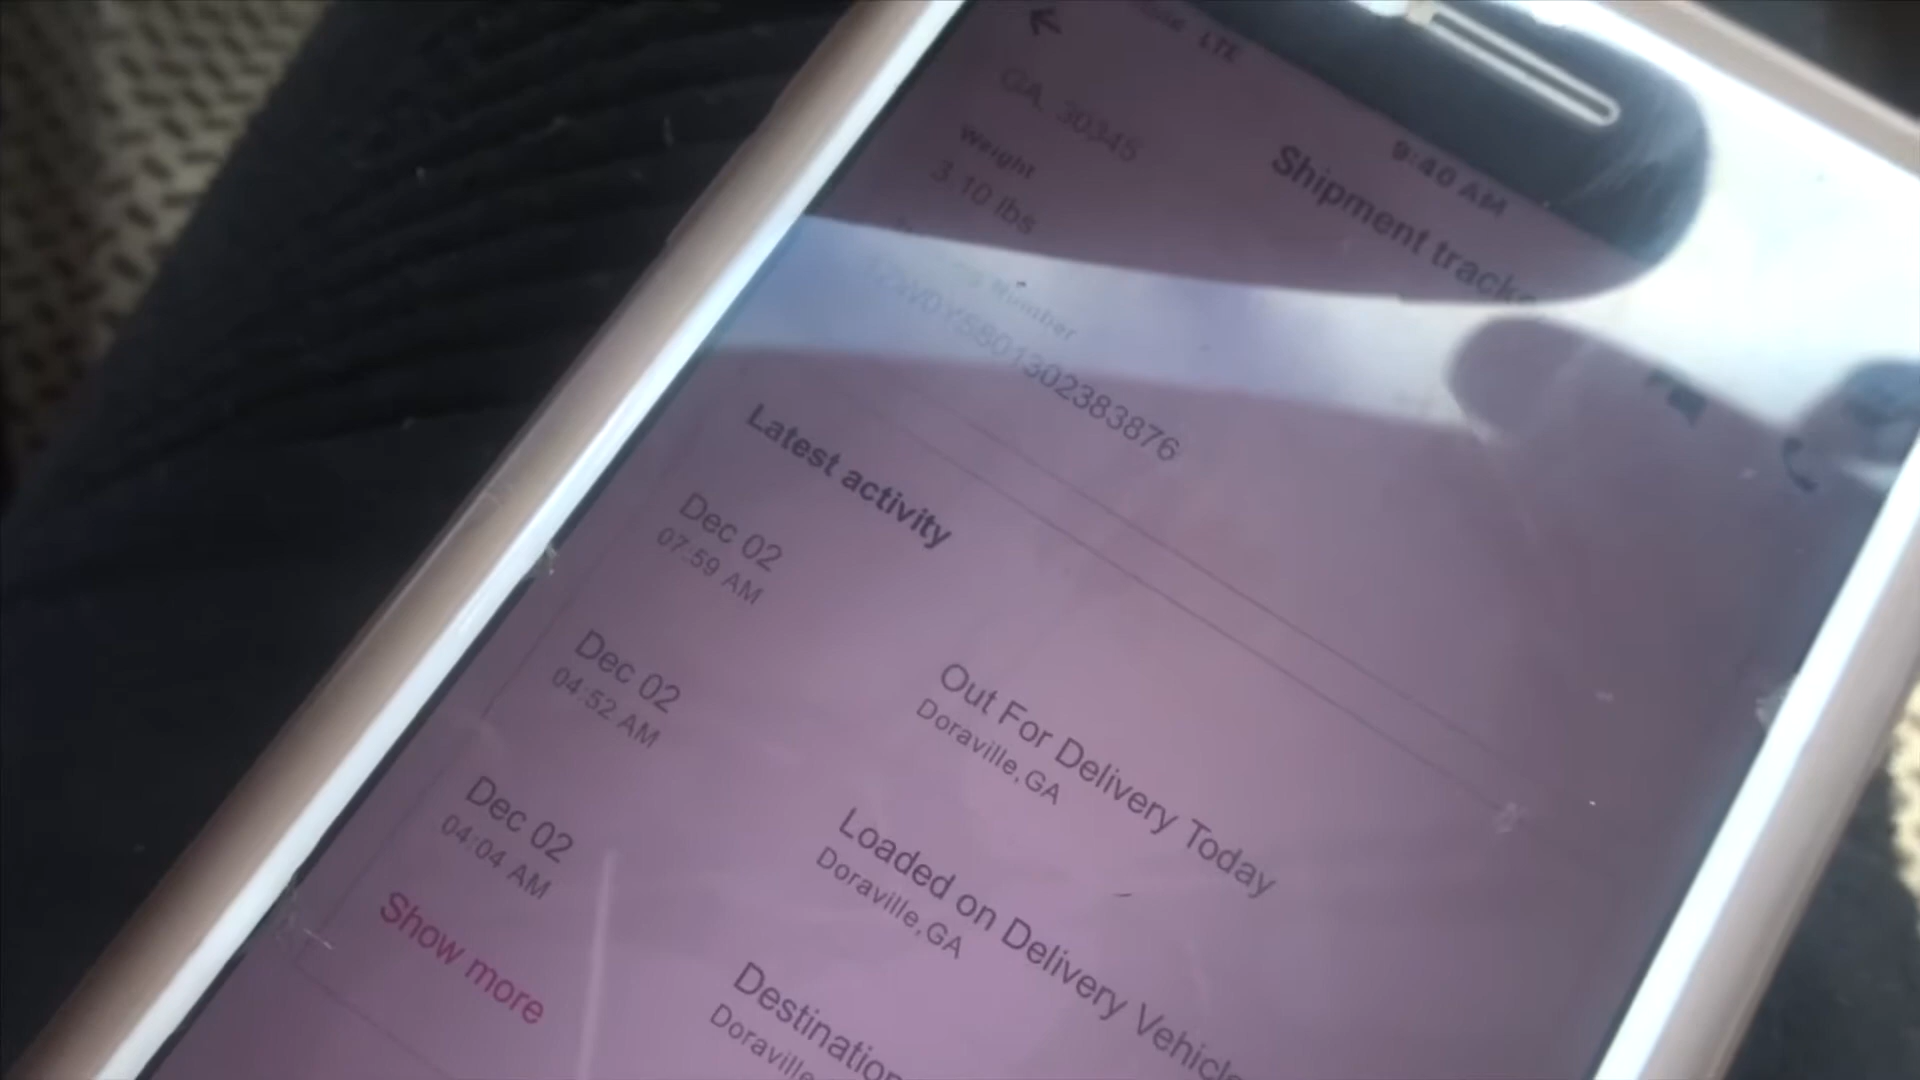 LTE
9:40 AM
Shipment tracke
GA, 30345
Weight
3.10 lbs
Number
Latest activity
Dec 02
07:59 AM
Out For Delivery Today
Doraville,GA
Dec 02
04:52 AM
Loaded on Delivery Vehicle
Doraville,GA
Dec 02
04:04 AM
Destination
Doraville
Show more